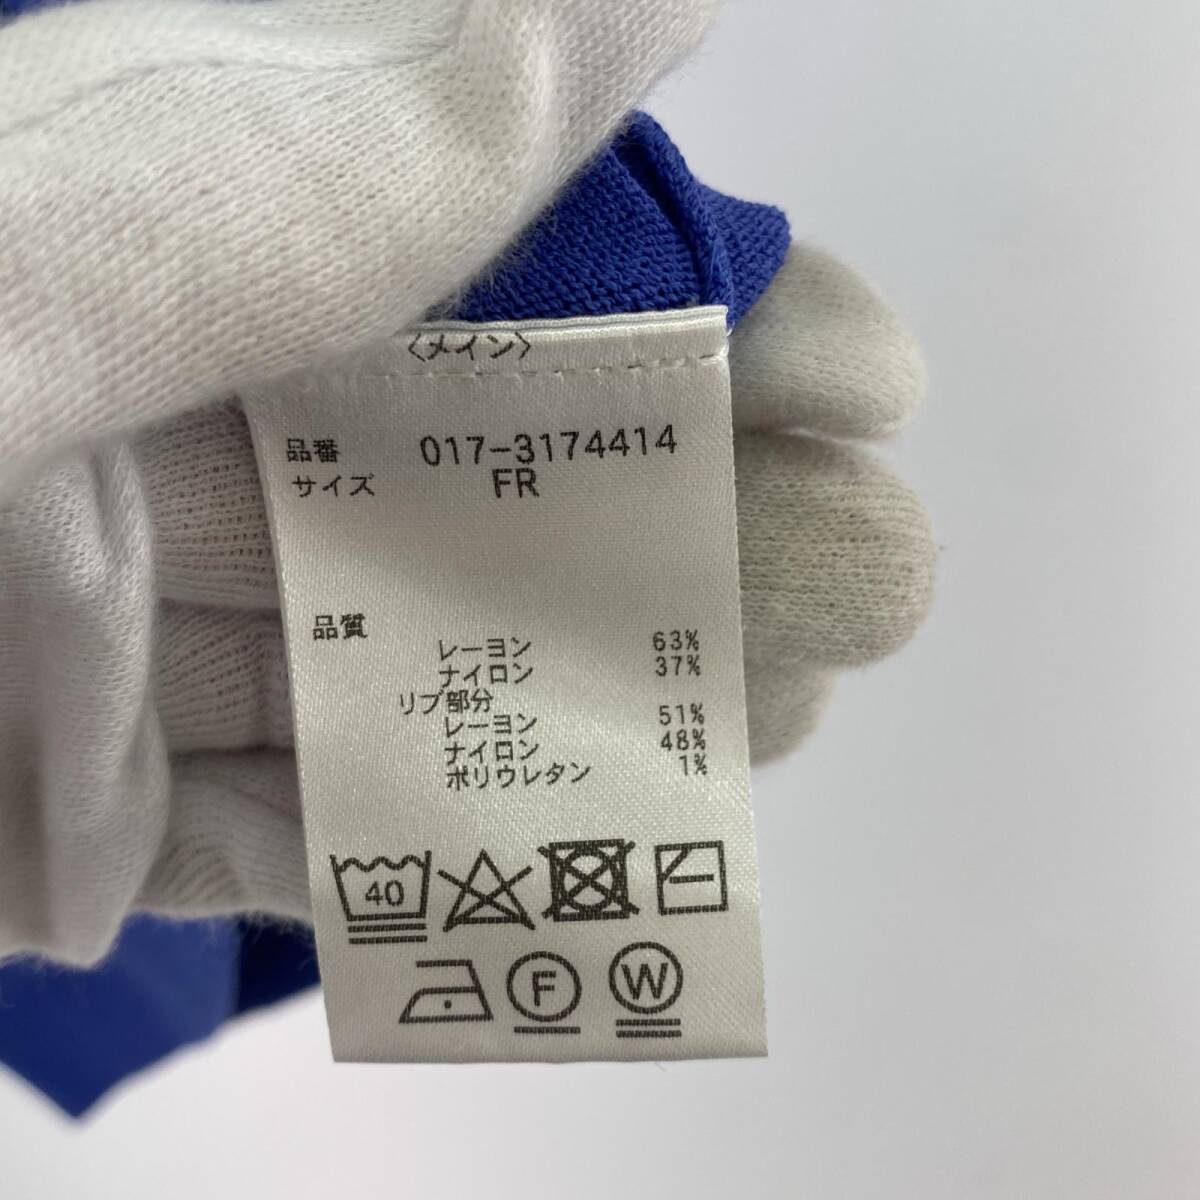 〈メイン〉
品番 017-3174414
サイズ FR
品質
レーヨン 63%
ナイロン 37%
リブ部分
レーヨン 51%
ナイロン 48%
ポリウレタン 1%
40
F W